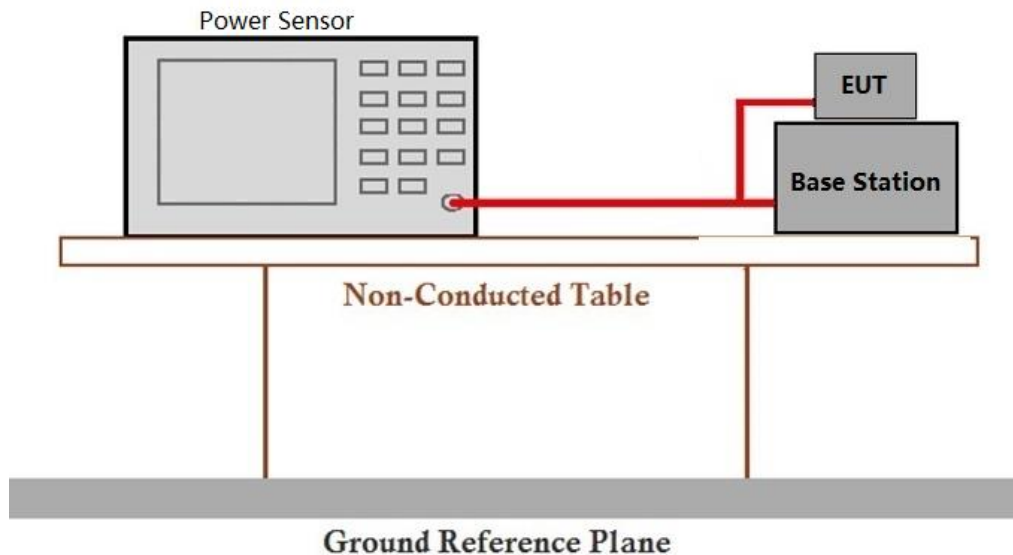 Power Sensor
EUT
Base Station
Non-Conducted Table
Ground Reference Plane